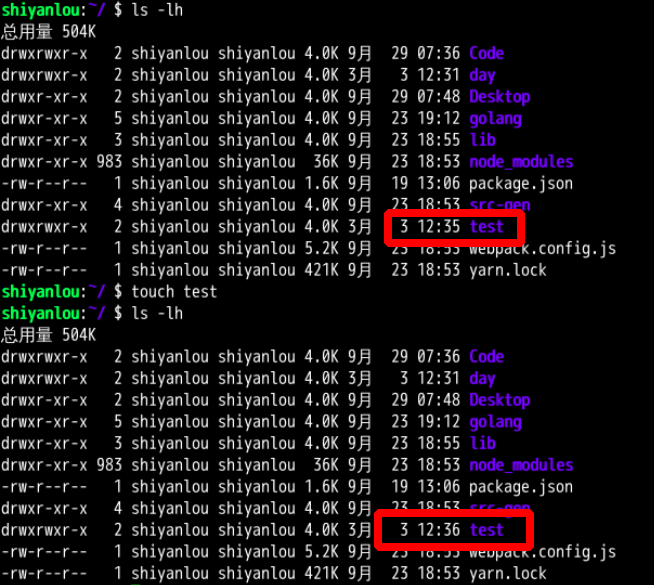 shiyanlou:~/ $ ls -lh
总用量 504K
drwxrwxr-x 2 shiyanlou shiyanlou 4.0K 9月 29 07:36 Code
drwxrwxr-x 2 shiyanlou shiyanlou 4.0K 3月 3 12:31 day
drwxr-xr-x 2 shiyanlou shiyanlou 4.0K 9月 29 07:48 Desktop
drwxr-xr-x 5 shiyanlou shiyanlou 4.0K 9月 23 19:12 golang
drwxr-xr-x 3 shiyanlou shiyanlou 4.0K 9月 23 18:55 lib
drwxr-xr-x 983 shiyanlou shiyanlou 36K 9月 23 18:53 node_modules
-rw-r--r-- 1 shiyanlou shiyanlou 1.6K 9月 19 13:06 package.json
drwxr-xr-x 4 shiyanlou shiyanlou 4.0K 9月 23 18:53 src-gen
drwxrwxr-x 2 shiyanlou shiyanlou 4.0K 3月 3 12:35 test
-rw-r--r-- 1 shiyanlou shiyanlou 5.2K 9月 23 18:53 webpack.config.js
-rw-r--r-- 1 shiyanlou shiyanlou 421K 9月 23 18:53 yarn.lock
shiyanlou:~/ $ touch test
shiyanlou:~/ $ ls -lh
总用量 504K
drwxrwxr-x 2 shiyanlou shiyanlou 4.0K 9月 29 07:36 Code
drwxrwxr-x 2 shiyanlou shiyanlou 4.0K 3月 3 12:31 day
drwxr-xr-x 2 shiyanlou shiyanlou 4.0K 9月 29 07:48 Desktop
drwxr-xr-x 5 shiyanlou shiyanlou 4.0K 9月 23 19:12 golang
drwxr-xr-x 3 shiyanlou shiyanlou 4.0K 9月 23 18:55 lib
drwxr-xr-x 983 shiyanlou shiyanlou 36K 9月 23 18:53 node_modules
-rw-r--r-- 1 shiyanlou shiyanlou 1.6K 9月 19 13:06 package.json
drwxr-xr-x 4 shiyanlou shiyanlou 4.0K 9月 23 18:53 src-gen
drwxrwxr-x 2 shiyanlou shiyanlou 4.0K 3月 3 12:36 test
-rw-r--r-- 1 shiyanlou shiyanlou 5.2K 9月 23 18:53 webpack.config.js
-rw-r--r-- 1 shiyanlou shiyanlou 421K 9月 23 18:53 yarn.lock